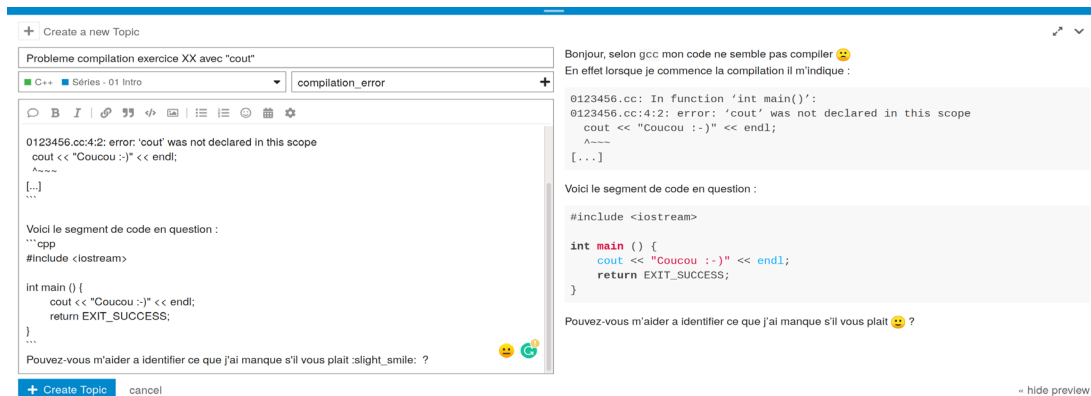 + Create a new Topic
Probleme compilation exercice XX avec "cout"
C++ Séries - 01 Intro
compilation_error +
B I
0123456.cc:4:2: error: ‘cout’ was not declared in this scope
cout << "Coucou :-)" << endl;
^~~~
[...]
```
Voici le segment de code en question :
```cpp
#include <iostream>
int main () {
cout << "Coucou :-)" << endl;
return EXIT_SUCCESS;
}
```
Pouvez-vous m'aider a identifier ce que j'ai manque s'il vous plait :slight_smile: ?
+ Create Topic cancel
Bonjour, selon gcc mon code ne semble pas compiler
En effet lorsque je commence la compilation il m’indique :
0123456.cc: In function ‘int main()’:
0123456.cc:4:2: error: ‘cout’ was not declared in this scope
cout << "Coucou :-)" << endl;
^~~~
[...]
Voici le segment de code en question :
#include <iostream>
int main () {
cout << "Coucou :-)" << endl;
return EXIT_SUCCESS;
}
Pouvez-vous m’aider a identifier ce que j’ai manque s’il vous plait 🙂 ?
« hide preview